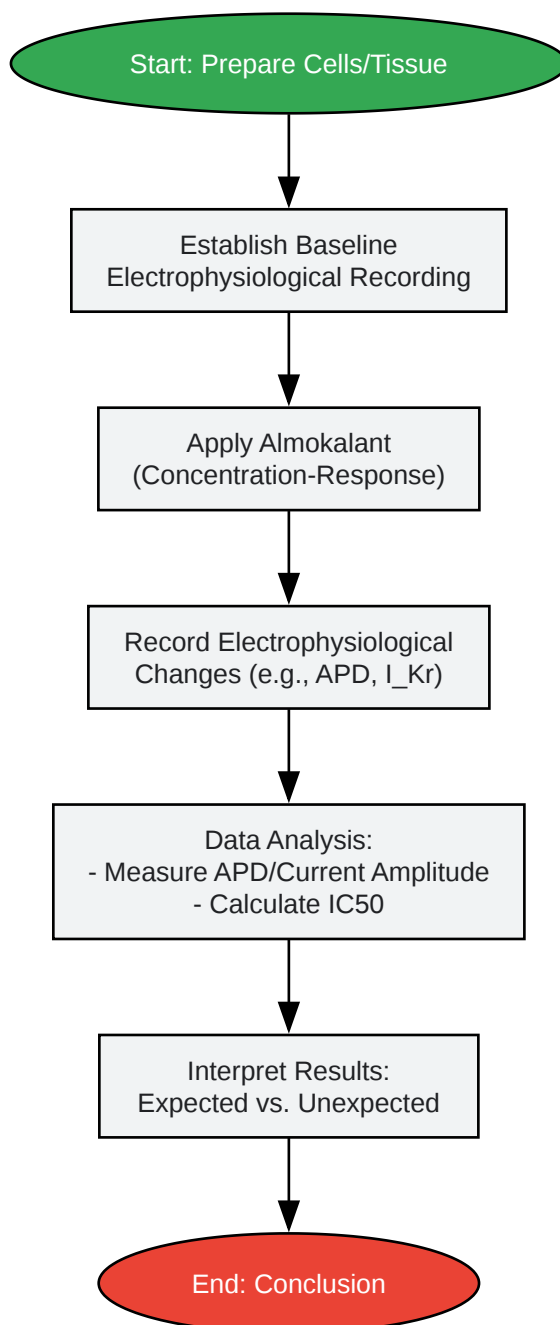 Start: Prepare Cells/Tissue
Establish Baseline
Electrophysiological Recording
Apply Almokalant
(Concentration-Response)
Record Electrophysiological
Changes (e.g., APD, I_Kr)
Data Analysis:
- Measure APD/Current Amplitude
- Calculate IC50
Interpret Results:
Expected vs. Unexpected
End: Conclusion